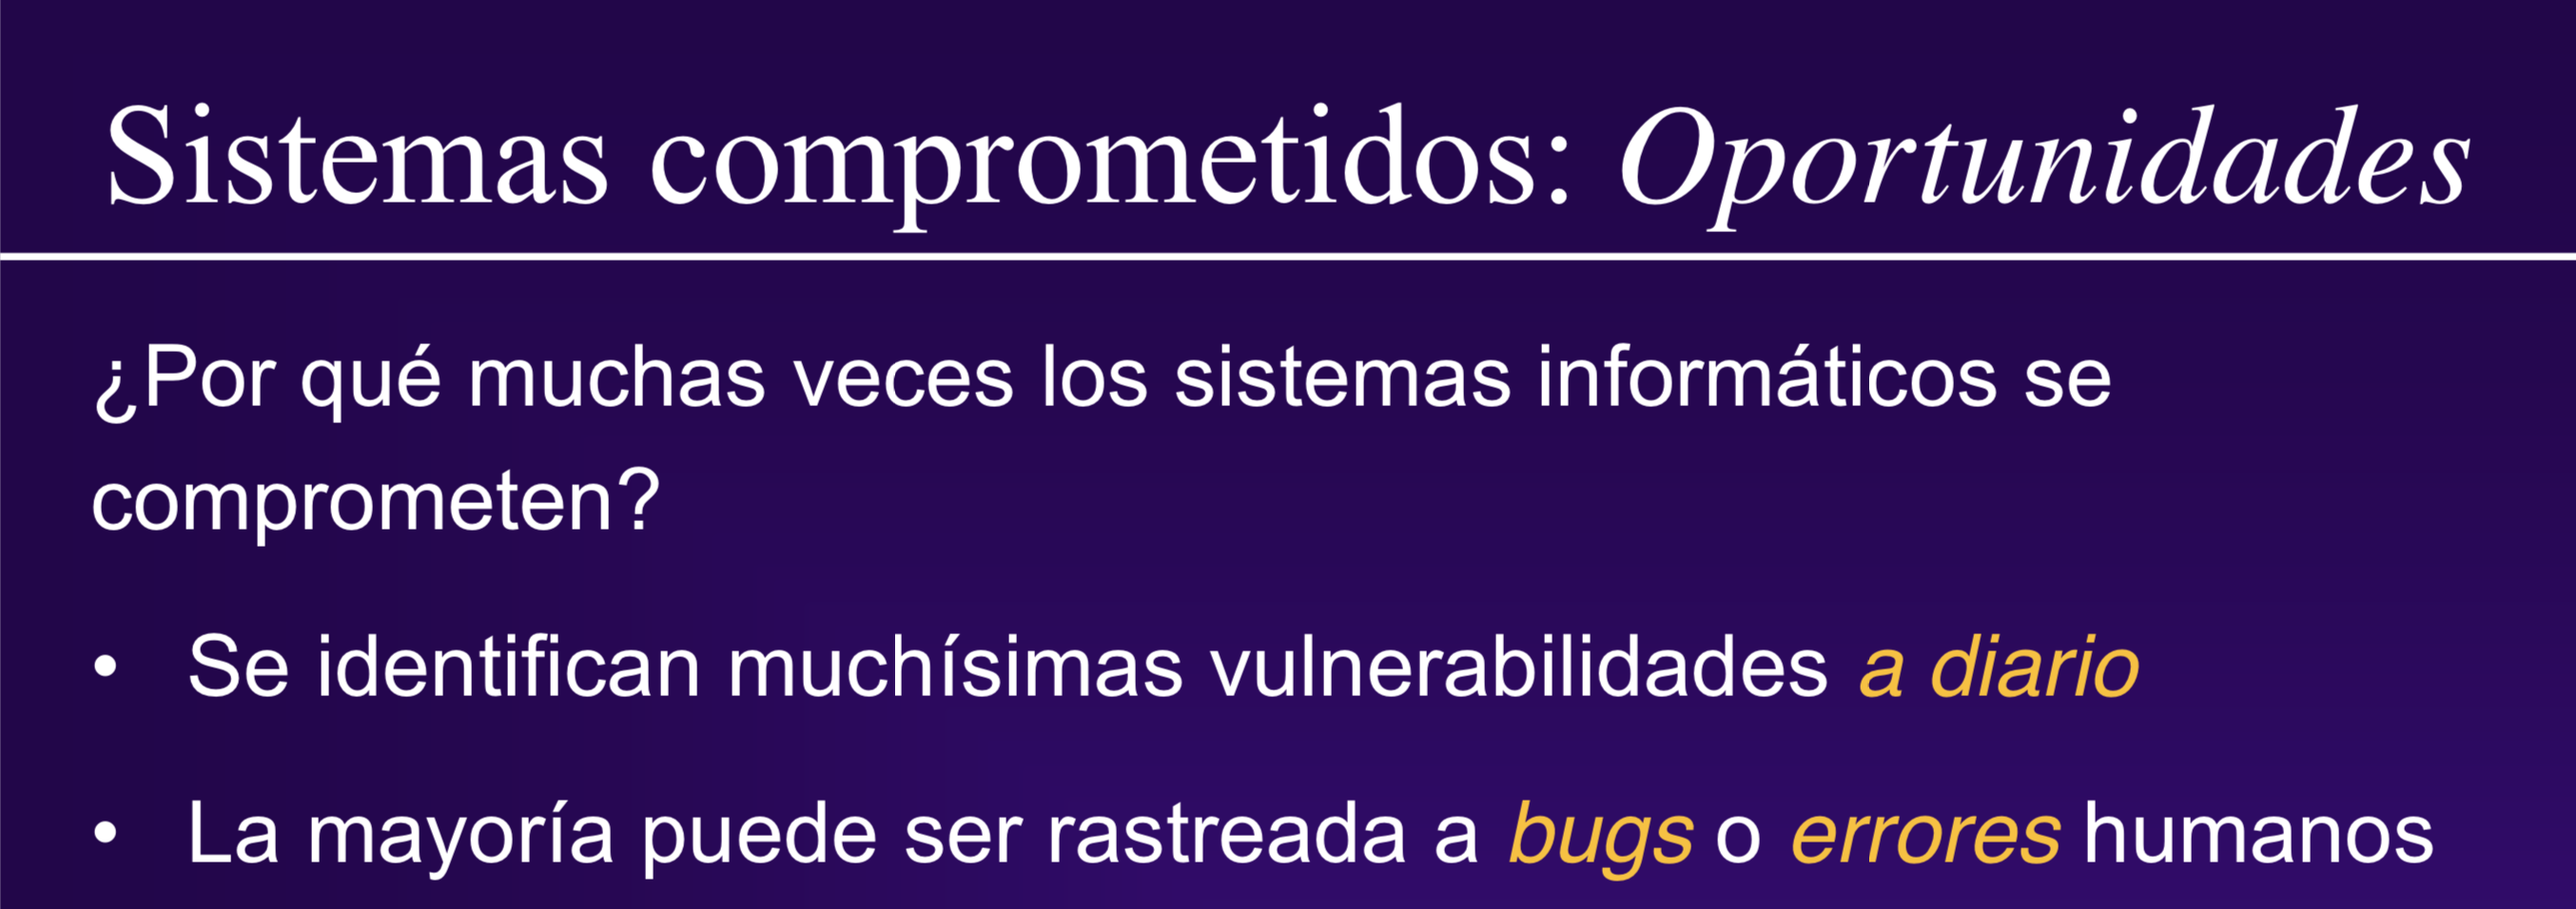 Sistemas comprometidos: Oportunidades
¿Por qué muchas veces los sistemas informáticos se
comprometen?
• Se identifican muchísimas vulnerabilidades a diario
• La mayoría puede ser rastreada a bugs o errores humanos